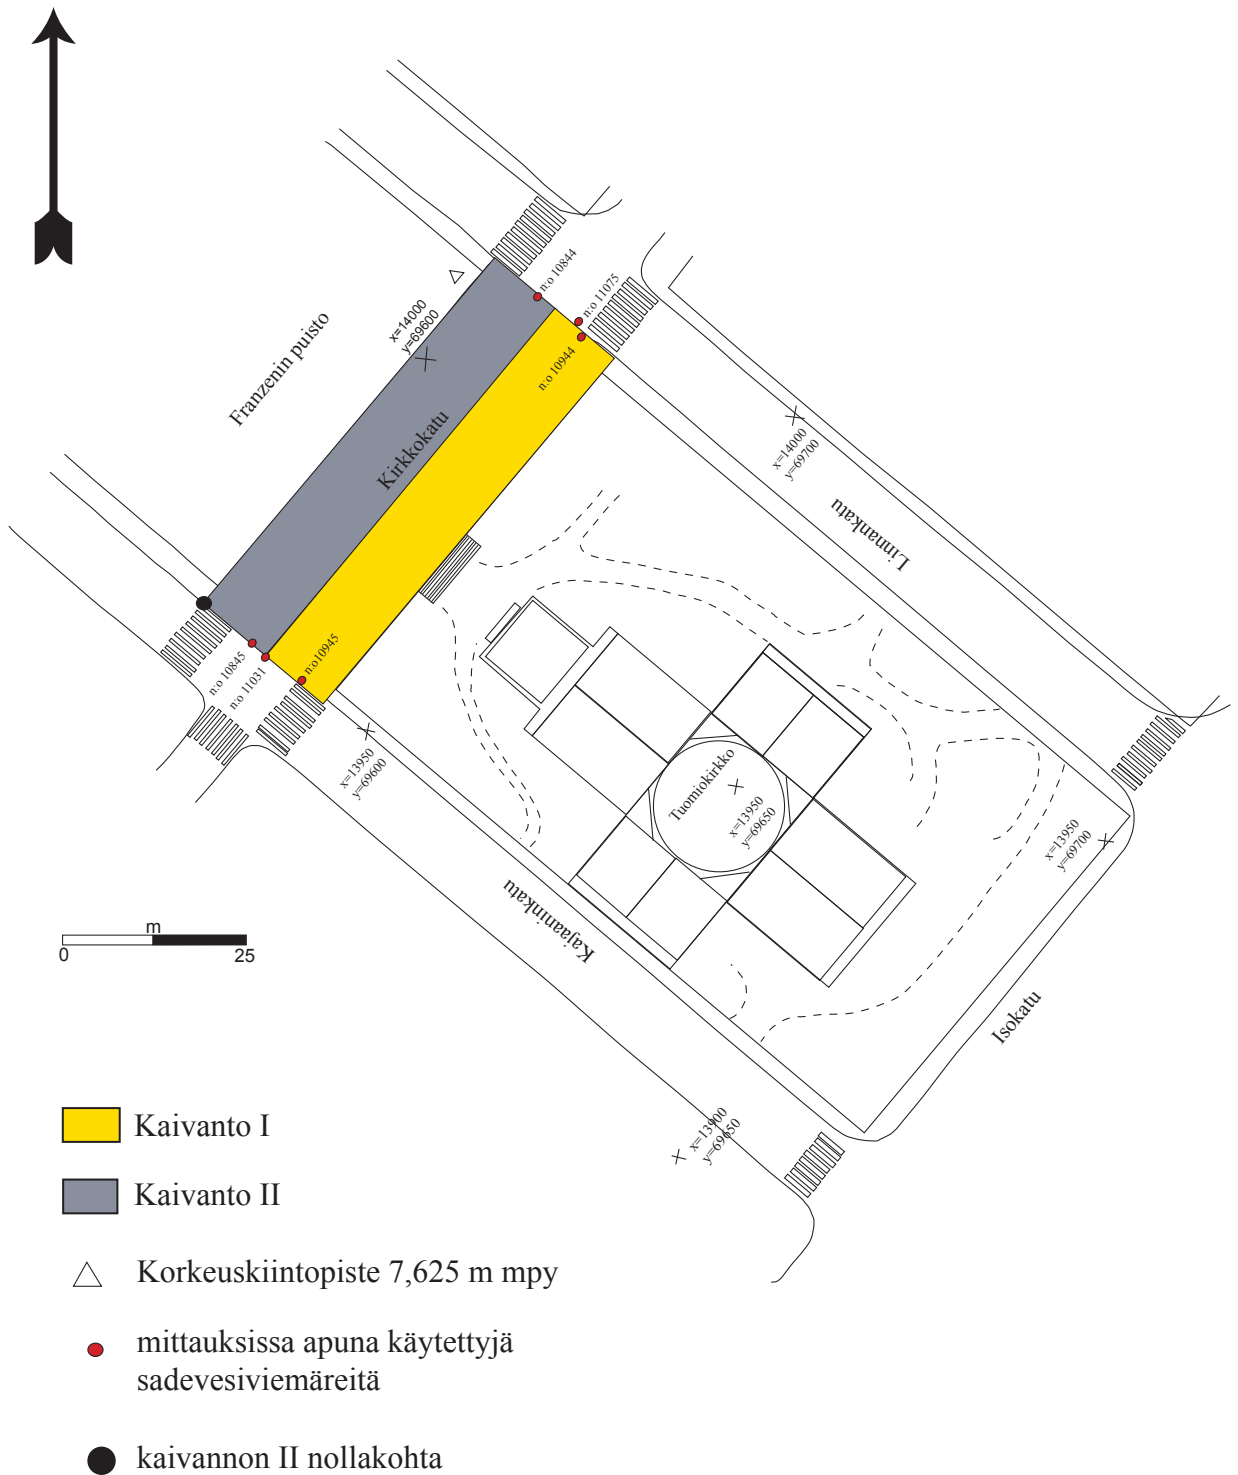 n:o 10844
n:o 11075
x=14000
y=69600
Franzenin puisto
n:o 10944
Kirkkokatu
x=14000
y=69700
Linnankatu
n:o10945
n:o 10845
n:o 11031
x=13950
y=69600
Tuomiokirkko
x=13950
y=69650
x=13950
y=69700
Kajaaninkatu
m
0
25
Isokatu
x=13900
y=69650
Kaivanto I
Kaivanto II
Korkeuskiintopiste 7,625 m mpy
mittauksissa apuna käytettyjä
sadevesiviemäreitä
kaivannon II nollakohta